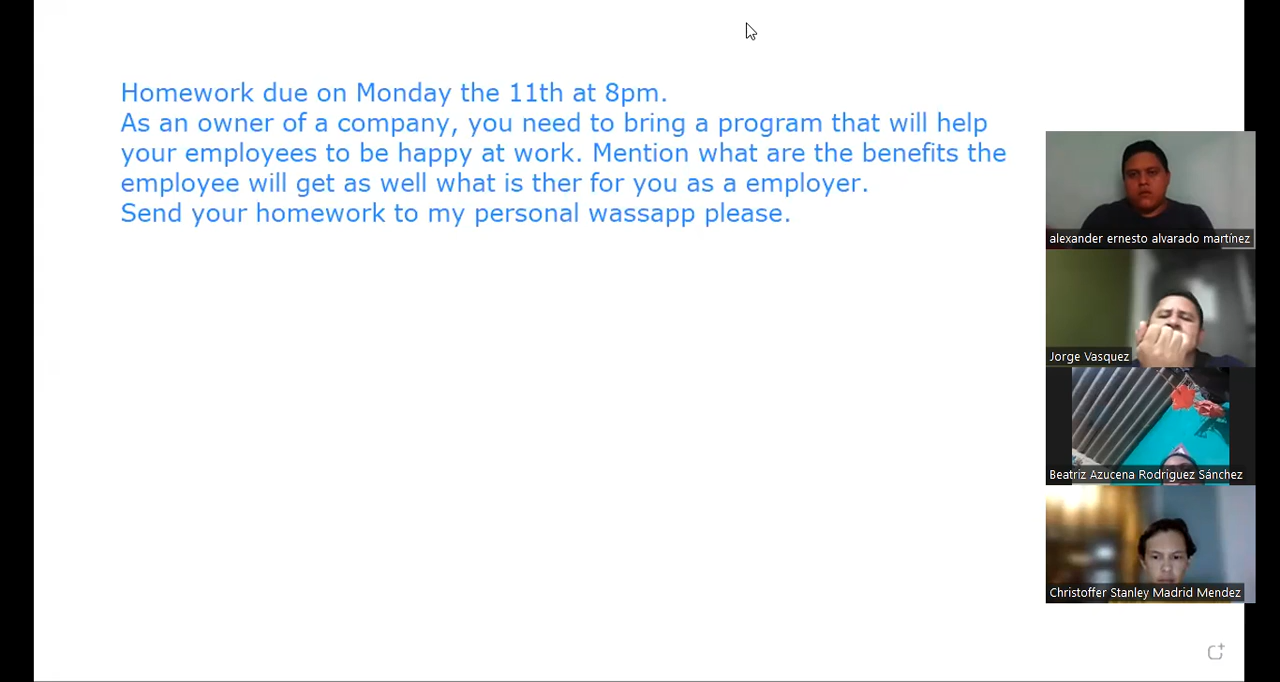 Homework due on Monday the 11th at 8pm.
As an owner of a company, you need to bring a program that will help
your employees to be happy at work. Mention what are the benefits the
employee will get as well what is ther for you as a employer.
Send your homework to my personal wassapp please.
alexander ernesto alvarado martínez
Jorge Vasquez
Beatriz Azucena Rodriguez Sánchez
Christoffer Stanley Madrid Mendez